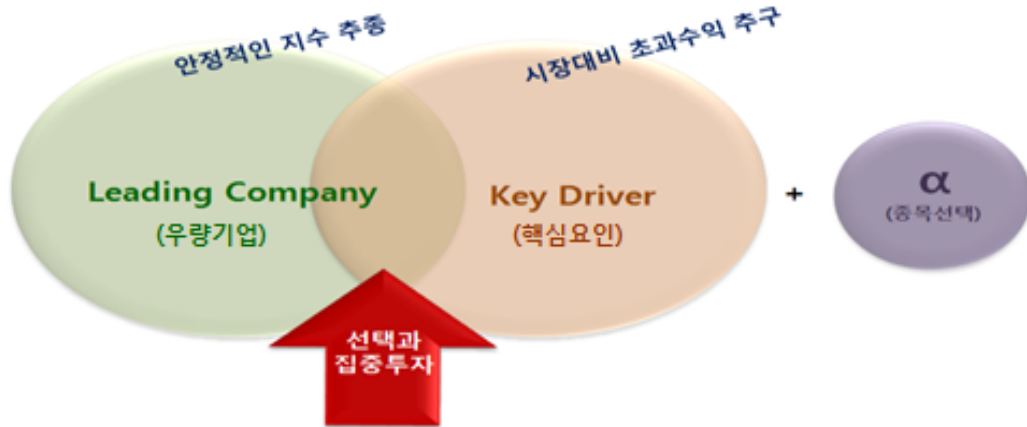 안정적인 지수 추종
시장대비 초과수익 추구
Leading Company
(우량기업)
Key Driver
(핵심요인)
+
α
(종목선택)
선택과
집중투자